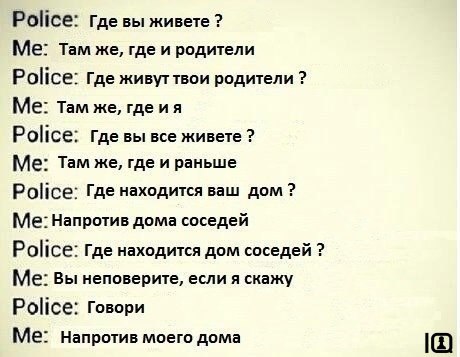 Police: Где вы живете ?
Me: Там же, где и родители
Police: Где живут твои родители ?
Me: Там же, где и я
Police: Где вы все живете ?
Me: Там же, где и раньше
Police: Где находится ваш дом ?
Me: Напротив дома соседей
Police: Где находится дом соседей ?
Me: Вы неповерите, если я скажу
Police: Говори
Me: Напротив моего дома